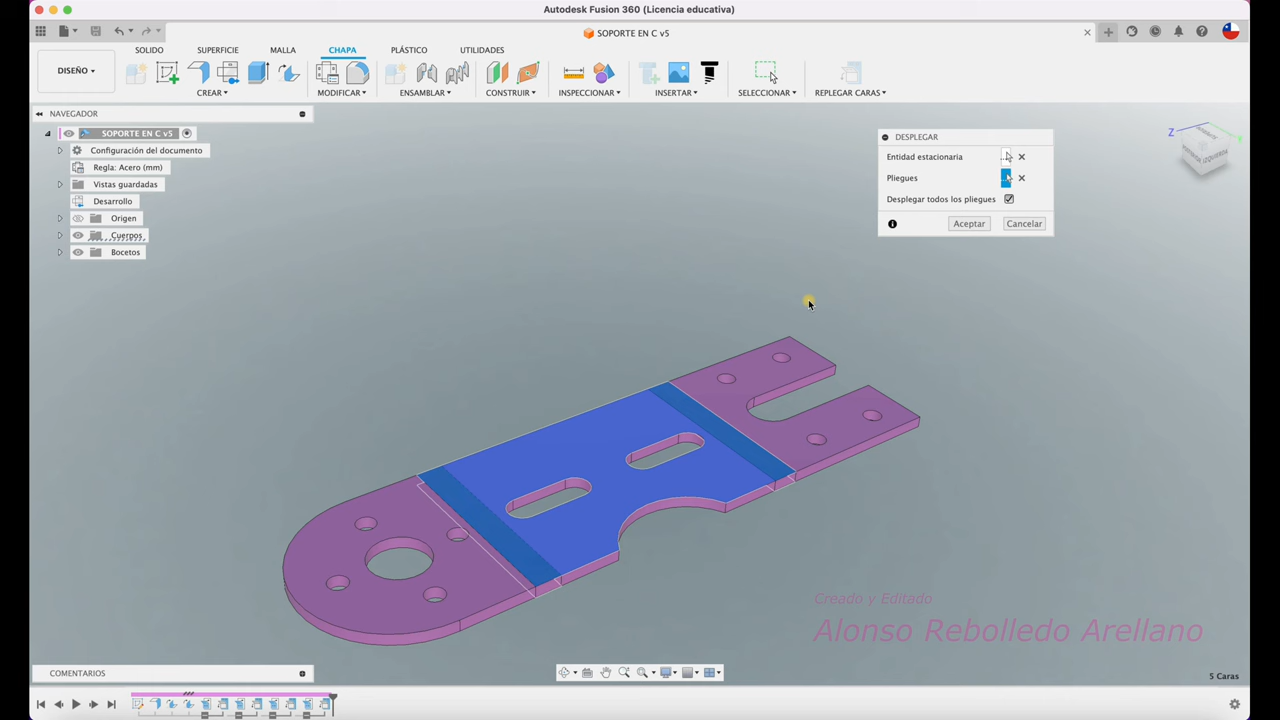 Autodesk Fusion 360 (Licencia educativa)
SOPORTE EN C v5
SOLIDO
SUPERFICIE
MALLA
CHAPA
PLÁSTICO
UTILIDADES
DISEÑO
CREAR
MODIFICAR
ENSAMBLAR
CONSTRUIR
INSPECCIONAR
INSERTAR
SELECCIONAR
REPLEGAR CARAS
NAVEGADOR
SOPORTE EN C v5
Configuración del documento
Regla: Acero (mm)
Vistas guardadas
Desarrollo
Origen
Cuerpos
Bocetos
DESPLEGAR
Entidad estacionaria
Pliegues
Desplegar todos los pliegues
Aceptar
Cancelar
Z
IZQUIERDA
Creado y Editado
Alonso Rebolledo Arellano
COMENTARIOS
5 Caras